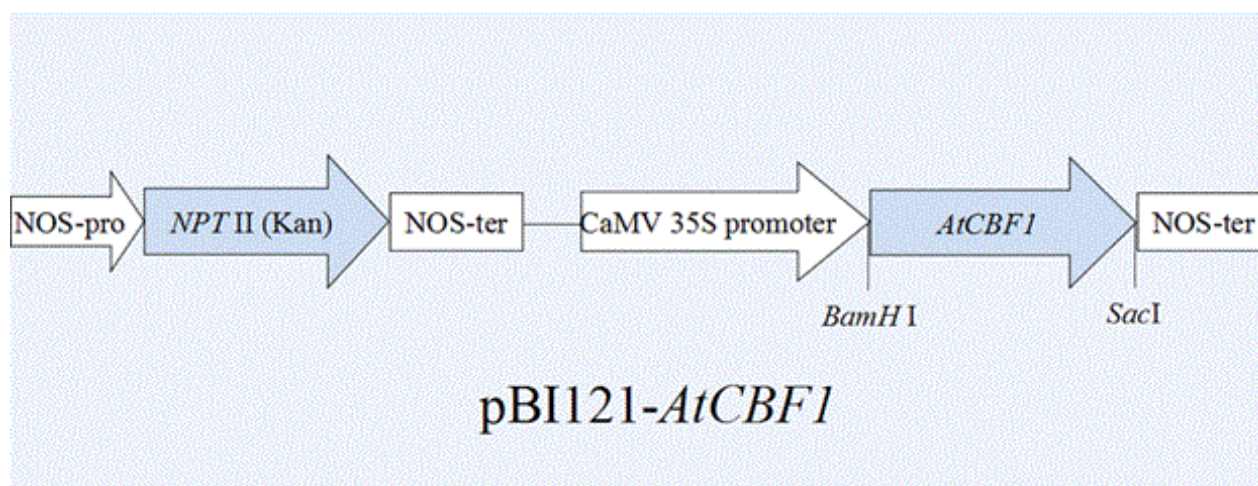 NOS-pro
NPT II (Kan)
NOS-ter
CaMV 35S promoter
AtCBF1
NOS-ter
BamH I
SacI
pBI121-AtCBF1